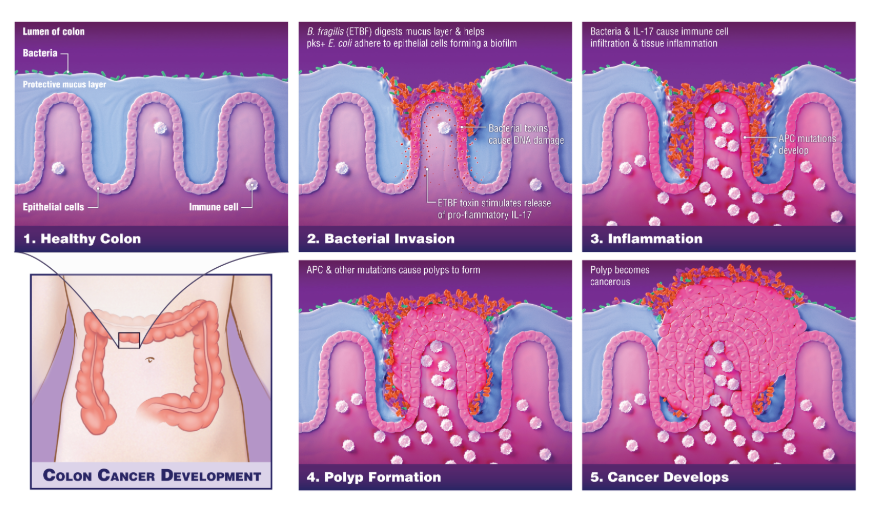 Lumen of colon
Bacteria
Protective mucus layer
Epithelial cells
Immune cell
1. Healthy Colon
B. fragilis (ETBF) digests mucus layer & helps
pks+ E. coli adhere to epithelial cells forming a biofilm
Bacterial toxins
cause DNA damage
ETBF toxin stimulates release
of pro-flammatory IL-17
2. Bacterial Invasion
Bacteria & IL-17 cause immune cell
infiltration & tissue inflammation
APC mutations
develop
3. Inflammation
COLON CANCER DEVELOPMENT
APC & other mutations cause polyps to form
4. Polyp Formation
Polyp becomes
cancerous
5. Cancer Develops